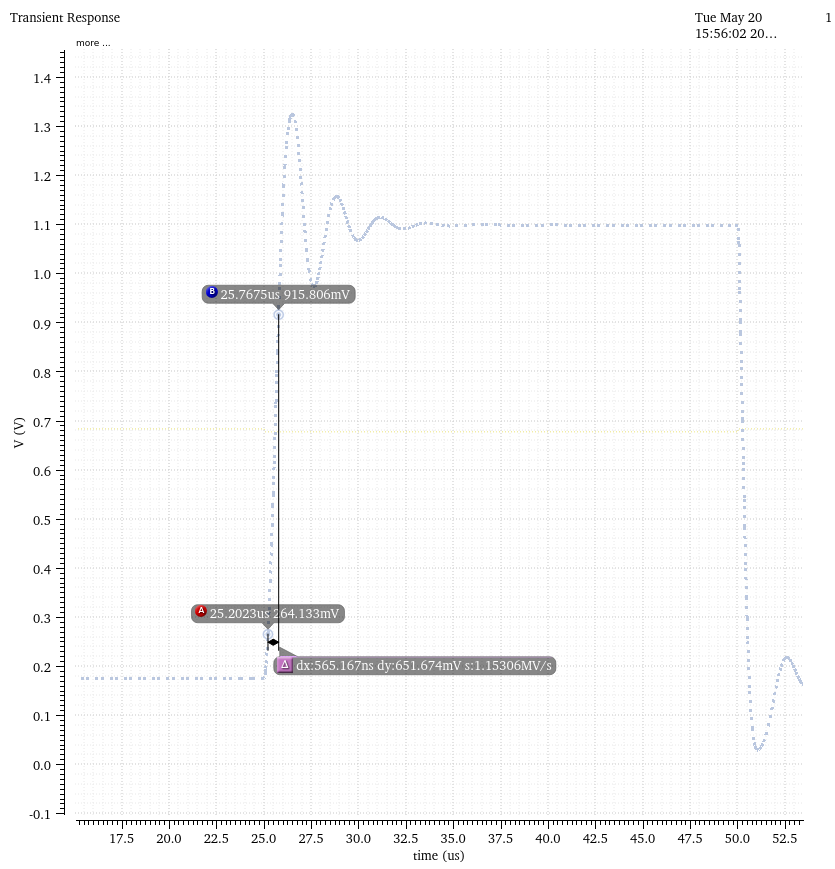 Transient Response
Tue May 20
1
15:56:02 20...
more ...
1.4
1.3
1.2
1.1
1.0
B 25.7675us 915.806mV
0.9
0.8
0.7
V (V)
0.6
0.5
0.4
0.3
A 25.2023us 264.133mV
0.2
Δ dx:565.167ns dy:651.674mV s:1.15306MV/s
0.1
0.0
-0.1
17.5 20.0 22.5 25.0 27.5 30.0 32.5 35.0 37.5 40.0 42.5 45.0 47.5 50.0 52.5
time (us)